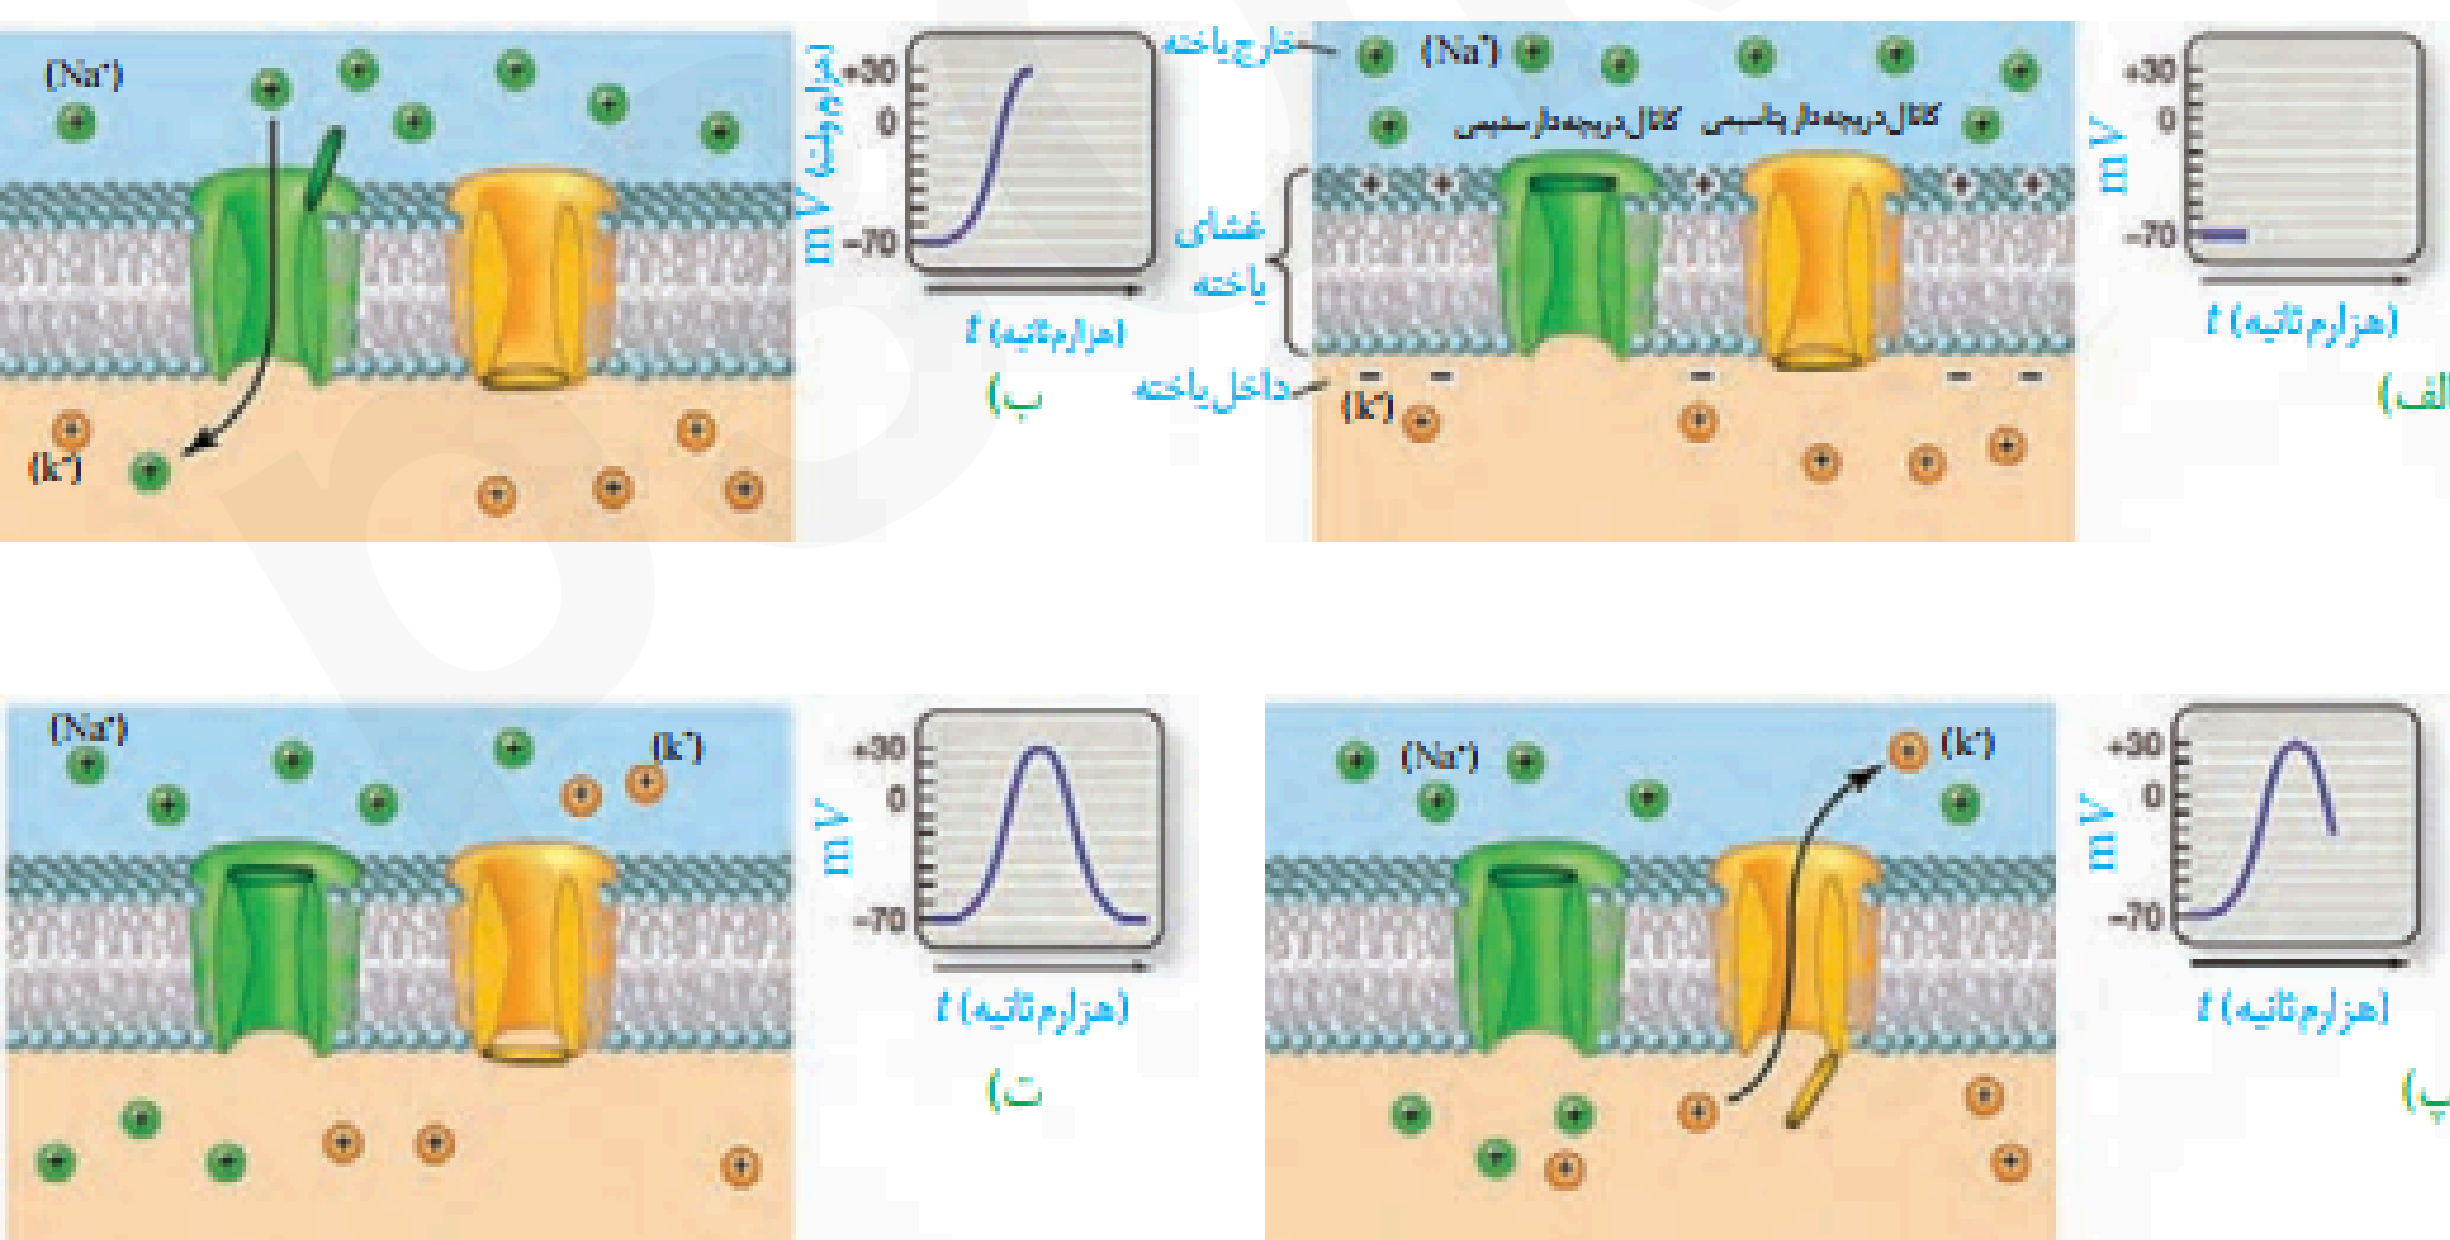 خارج یاخته
(Na⁺)
کانال دریچه‌دار سدیمی
کانال دریچه‌دار پتاسیمی
غشای
یاخته
داخل یاخته
(k⁺)
+30
0
-70
mV
t (هزارم ثانیه)
الف)
(Na⁺)
(k⁺)
+30
0
-70
mV (هزارم ولت)
t (هزارم ثانیه)
ب)
(Na⁺)
(k⁺)
+30
0
-70
mV
t (هزارم ثانیه)
پ)
(Na⁺)
(k⁺)
+30
0
-70
mV
t (هزارم ثانیه)
ت)